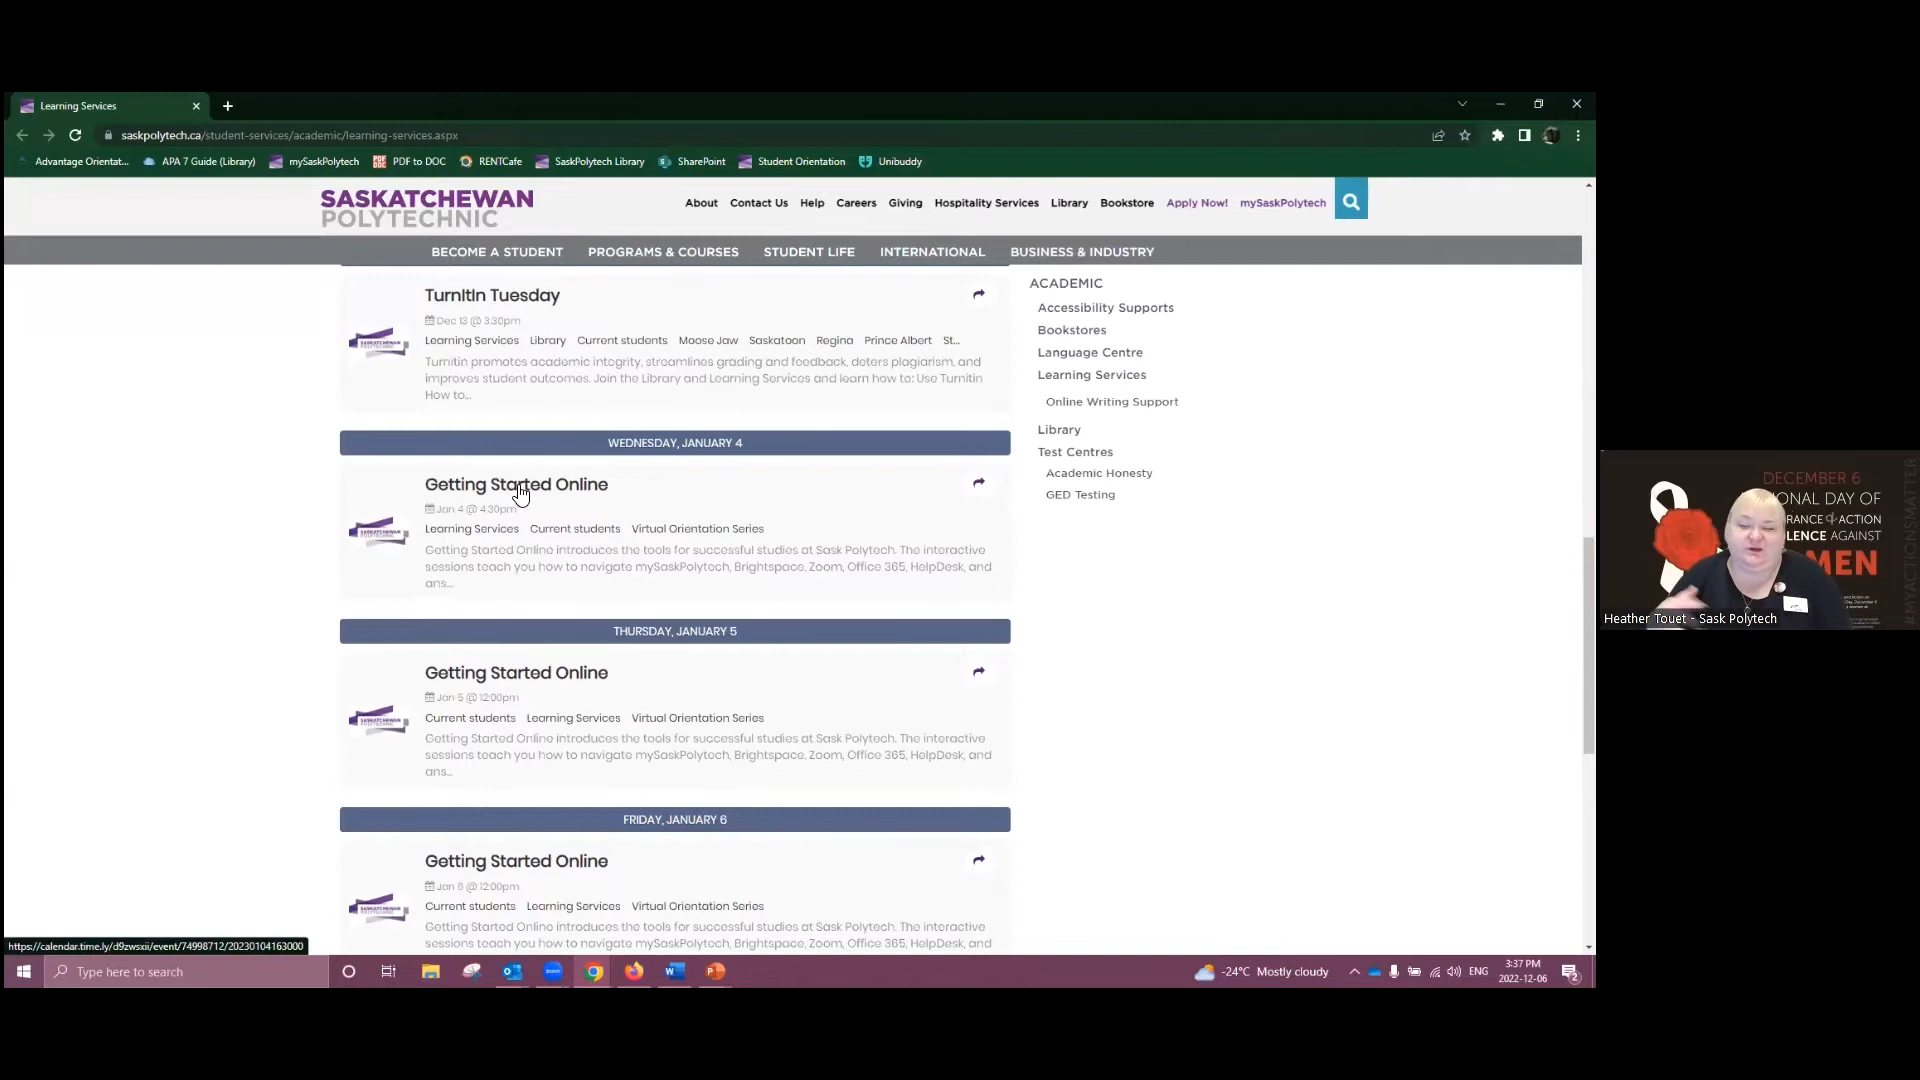 Learning Services
saskpolytech.ca/student-services/academic/learning-services.aspx
Advantage Orientat... APA 7 Guide (Library) mySaskPolytech PDF to DOC RENTCafe SaskPolytech Library SharePoint Student Orientation Unibuddy
SASKATCHEWAN
POLYTECHNIC
About Contact Us Help Careers Giving Hospitality Services Library Bookstore Apply Now! mySaskPolytech
BECOME A STUDENT PROGRAMS & COURSES STUDENT LIFE INTERNATIONAL BUSINESS & INDUSTRY
TurnItIn Tuesday
Dec 13 @ 3:30pm
Learning Services Library Current students Moose Jaw Saskatoon Regina Prince Albert St...
Turnitin promotes academic integrity, streamlines grading and feedback, deters plagiarism, and
improves student outcomes. Join the Library and Learning Services and learn how to: Use Turnitin
How to...
WEDNESDAY, JANUARY 4
Getting Started Online
Jan 4 @ 4:30pm
Learning Services Current students Virtual Orientation Series
Getting Started Online introduces the tools for successful studies at Sask Polytech. The interactive
sessions teach you how to navigate mySaskPolytech, Brightspace, Zoom, Office 365, HelpDesk, and
ans...
THURSDAY, JANUARY 5
Getting Started Online
Jan 5 @ 12:00pm
Current students Learning Services Virtual Orientation Series
Getting Started Online introduces the tools for successful studies at Sask Polytech. The interactive
sessions teach you how to navigate mySaskPolytech, Brightspace, Zoom, Office 365, HelpDesk, and
ans...
FRIDAY, JANUARY 6
Getting Started Online
Jan 6 @ 12:00pm
Current students Learning Services Virtual Orientation Series
Getting Started Online introduces the tools for successful studies at Sask Polytech. The interactive
sessions teach you how to navigate mySaskPolytech, Brightspace, Zoom, Office 365, HelpDesk, and
ACADEMIC
Accessibility Supports
Bookstores
Language Centre
Learning Services
Online Writing Support
Library
Test Centres
Academic Honesty
GED Testing
https://calendar.time.ly/d9zwsxii/event/74998712/20230104163000
Type here to search
-24°C Mostly cloudy
ENG
3:37 PM
2022-12-06
2
DECEMBER 6
IONAL DAY OF
RANCE & ACTION
LENCE AGAINST
MEN
#MYACTIONSMATTER
Heather Touet - Sask Polytech